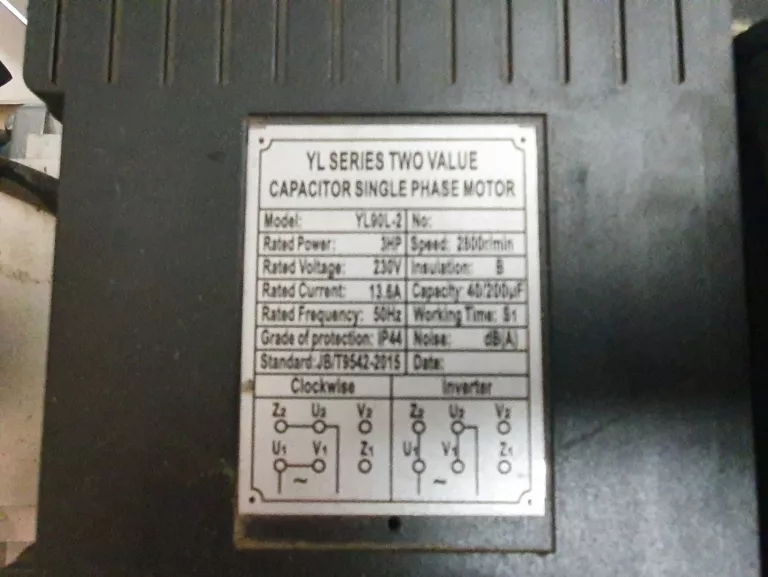 YL SERIES TWO VALUE
CAPACITOR SINGLE PHASE MOTOR
Model: YL90L-2 No:
Rated Power: 3HP Speed: 2800r/min
Rated Voltage: 230V Insulation: B
Rated Current: 13.6A Capacity: 40/200μF
Rated Frequency: 50Hz Working Time: S1
Grade of protection: IP44 Noise: dB(A)
Standard: JB/T9542-2015 Date:
Clockwise Inverter
Z2 U2 V2 Z2 U2 V2
U1 V1 Z1 U1 V1 Z1
~ ~